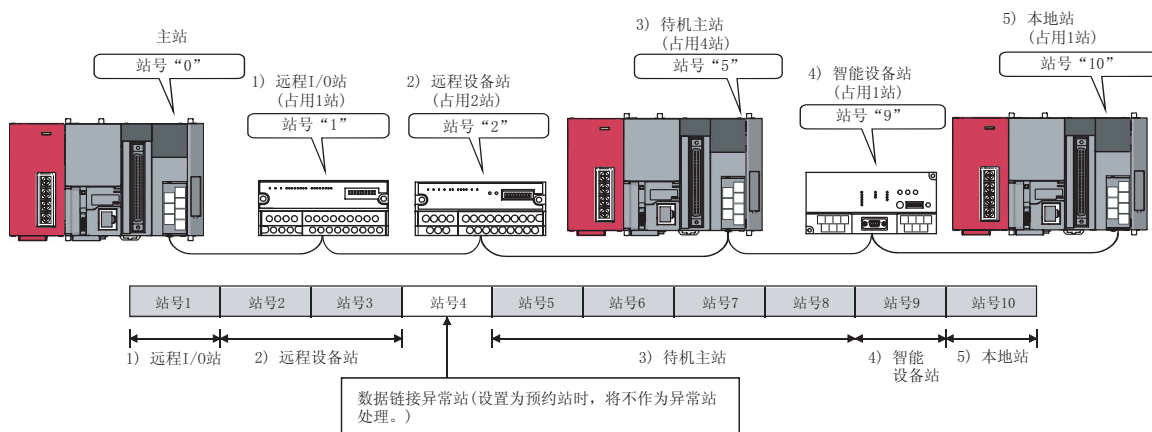 主站
站号“0”
1) 远程I/O站
(占用1站)
站号“1”
2) 远程设备站
(占用2站)
站号“2”
3) 待机主站
(占用4站)
站号“5”
4) 智能设备站
(占用1站)
站号“9”
5) 本地站
(占用1站)
站号“10”
站号1 站号2 站号3 站号4 站号5 站号6 站号7 站号8 站号9 站号10
1) 远程I/O站 2) 远程设备站 3) 待机主站 4) 智能 5) 本地站
设备站
数据链接异常站(设置为预约站时，将不作为异常站
处理。)